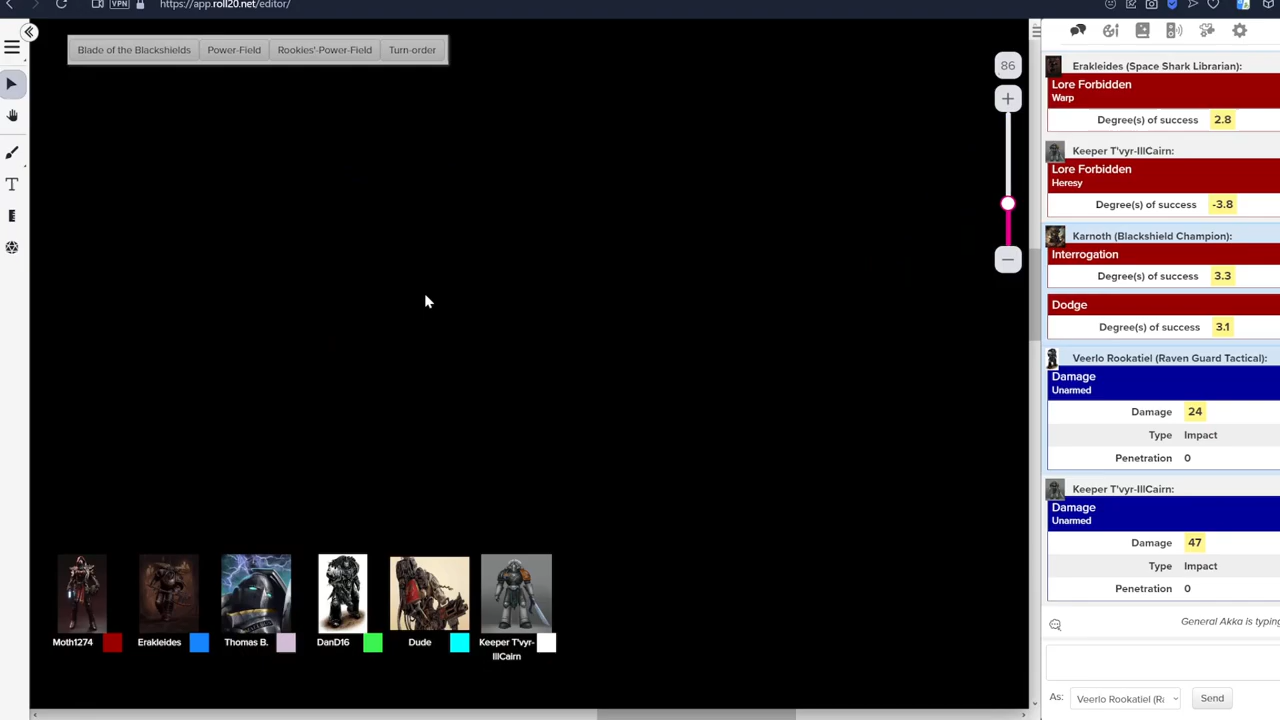 VPN
https://app.roll20.net/editor/
Blade of the Blackshields
Power-Field
Rookies'-Power-Field
Turn-order
86
Moth1274
Erakleides
Thomas B.
DanD16
Dude
Keeper T'vyr-
IllCairn
Erakleides (Space Shark Librarian):
Lore Forbidden
Warp
Degree(s) of success 2.8
Keeper T'vyr-IllCairn:
Lore Forbidden
Heresy
Degree(s) of success -3.8
Karnoth (Blackshield Champion):
Interrogation
Degree(s) of success 3.3
Dodge
Degree(s) of success 3.1
Veerlo Rookatiel (Raven Guard Tactical):
Damage
Unarmed
Damage 24
Type Impact
Penetration 0
Keeper T'vyr-IllCairn:
Damage
Unarmed
Damage 47
Type Impact
Penetration 0
General Akka is typing
As: Veerlo Rookatiel (Ra
Send